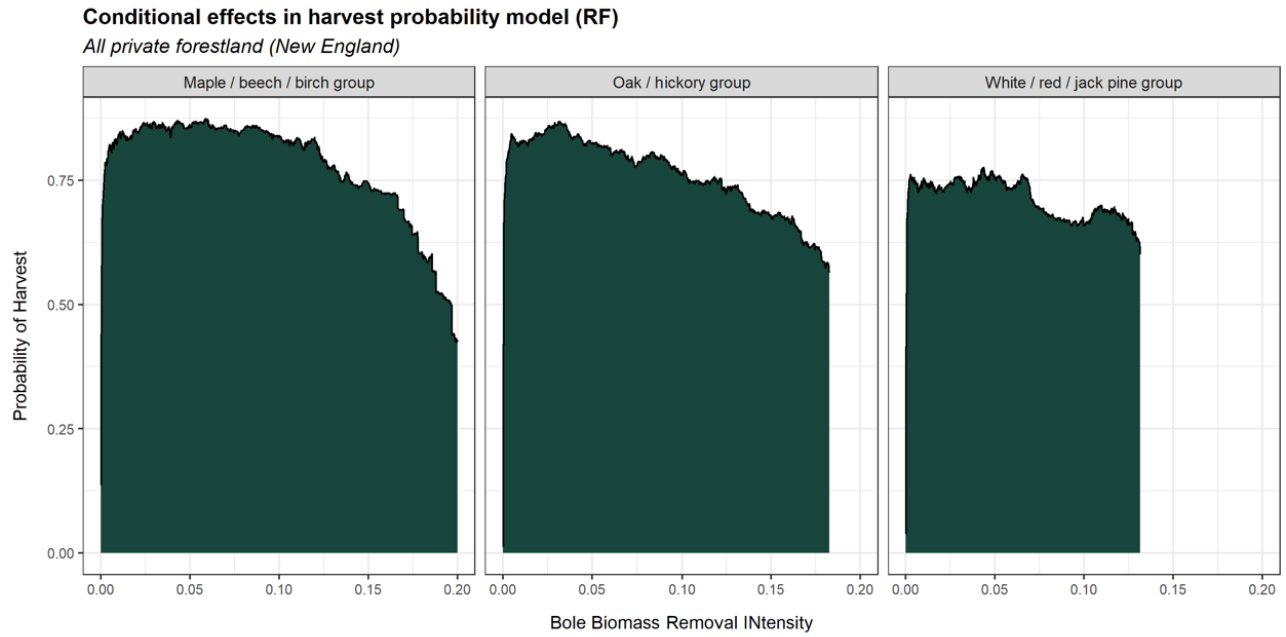 Conditional effects in harvest probability model (RF)
All private forestland (New England)
Maple / beech / birch group
Oak / hickory group
White / red / jack pine group
Probability of Harvest
0.75
0.50
0.25
0.00
0.00 0.05 0.10 0.15 0.20
0.00 0.05 0.10 0.15 0.20
0.00 0.05 0.10 0.15 0.20
Bole Biomass Removal INtensity